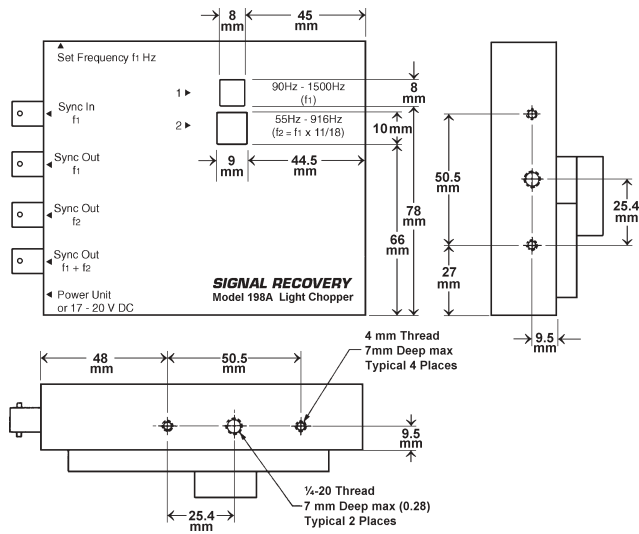 8
mm
45
mm
Set Frequency f1 Hz
1
90Hz - 1500Hz
(f1)
8
mm
Sync In
f1
2
55Hz - 916Hz
(f2 = f1 x 11/18)
10mm
Sync Out
f1
9
mm
44.5
mm
Sync Out
f2
78
mm
66
mm
Sync Out
f1 + f2
SIGNAL RECOVERY
Model 198A Light Chopper
Power Unit
or 17 - 20 V DC
50.5
mm
25.4
mm
27
mm
9.5
mm
48
mm
50.5
mm
4 mm Thread
7mm Deep max
Typical 4 Places
9.5
mm
¼-20 Thread
7 mm Deep max (0.28)
Typical 2 Places
25.4
mm